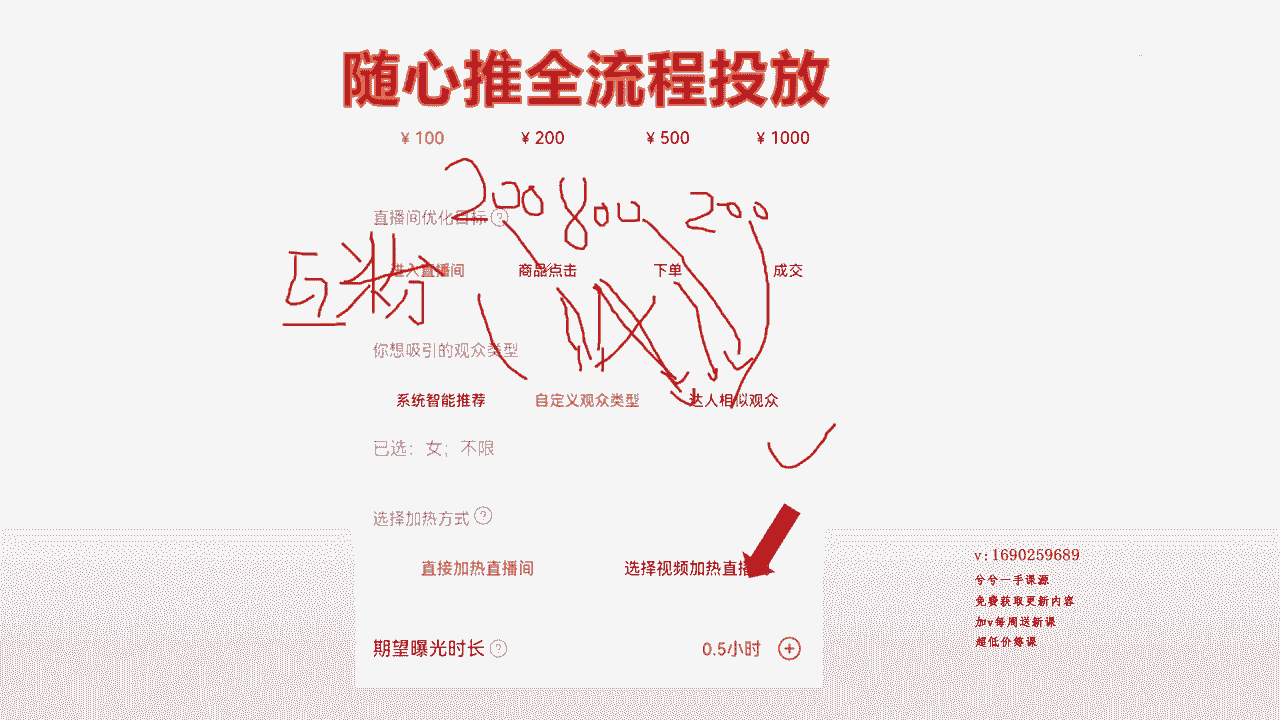 随心推全流程投放
¥ 100 ¥ 200 ¥ 500 ¥ 1000
200 800 200
直播间优化目标 ?
进入直播间 商品点击 下单 成交
你想吸引的观众类型
系统智能推荐 自定义观众类型 达人相似观众
已选：女；不限
选择加热方式 ?
直接加热直播间 选择视频加热直播
期望曝光时长 ? 0.5小时 +
v:1690259689
兮兮一手课源
免费获取更新内容
加v每周送新课
超低价每课